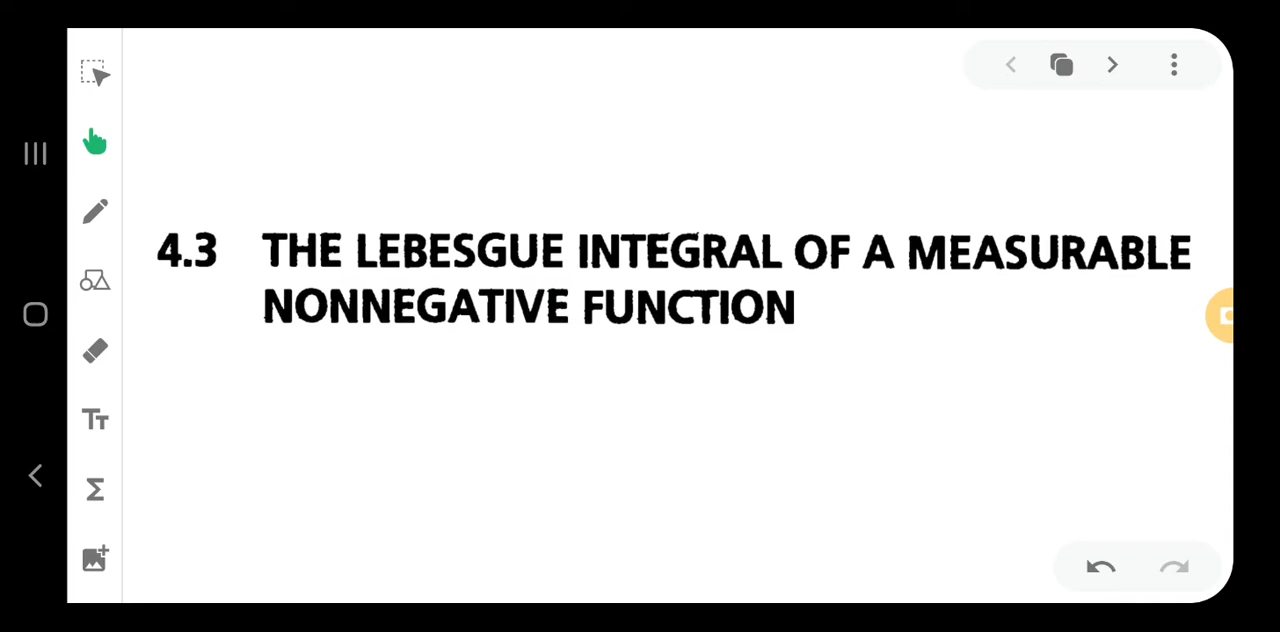 4.3 THE LEBESGUE INTEGRAL OF A MEASURABLE
NONNEGATIVE FUNCTION